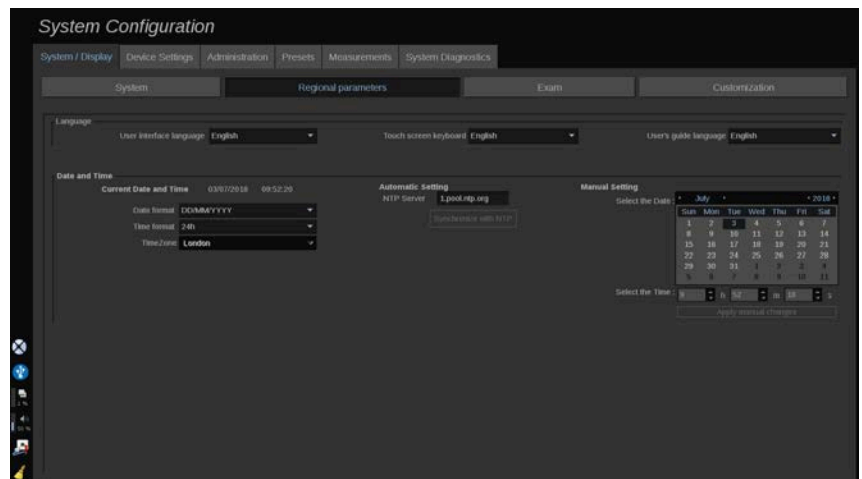 System Configuration
System / Display Device Settings Administration Presets Measurements System Diagnostics
System Regional parameters Exam Customization
Language
User interface language English Touch screen keyboard English User's guide language English
Date and Time
Current Date and Time 03/07/2018 09:52:20 Automatic Setting Manual Setting
NTP Server 1.pool.ntp.org Select the Date : July 2018
Date format DD/MM/YYYY Synchronize with NTP Sun Mon Tue Wed Thu Fri Sat
Time format 24h 1 2 3 4 5 6 7
TimeZone London 8 9 10 11 12 13 14
15 16 17 18 19 20 21
22 23 24 25 26 27 28
29 30 31 1 2 3 4
5 6 7 8 9 10 11
Select the Time : 9 h 52 m 18 s
Apply manual changes